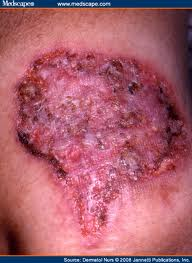 Medscape® www.medscape.com
Source: Dermatol Nurs © 2008 Jannetti Publications, Inc.